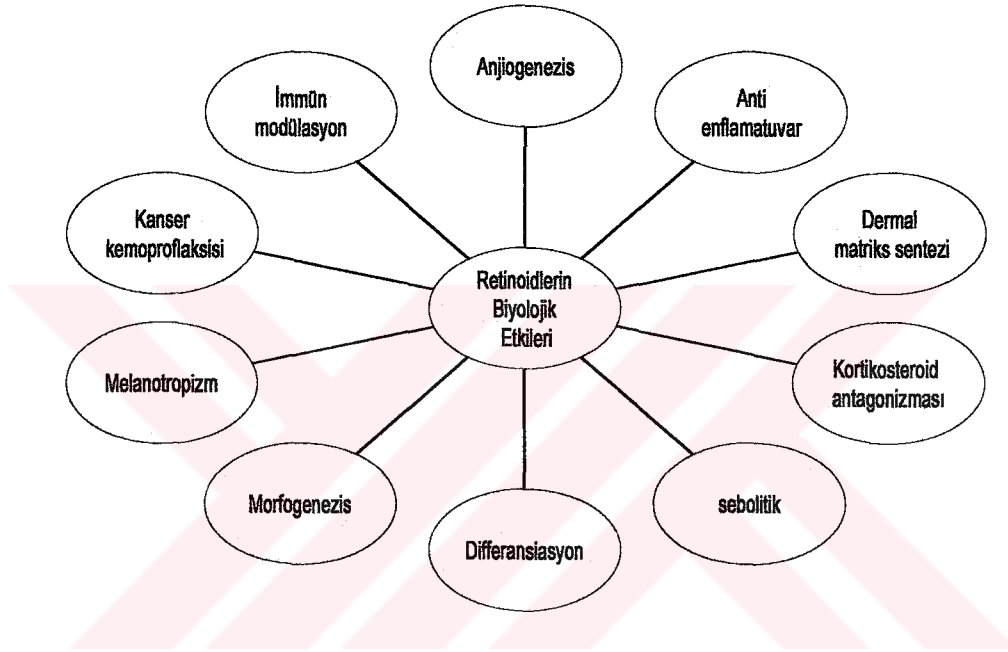 Anjiogenezis
İmmün
modülasyon
Anti
enflamatuvar
Kanser
kemoproflaksisi
Dermal
matriks sentezi
Retinoidlerin
Biyolojik
Etkileri
Melanotropizm
Kortikosteroid
antagonizması
Morfogenezis
sebolitik
Differansiasyon